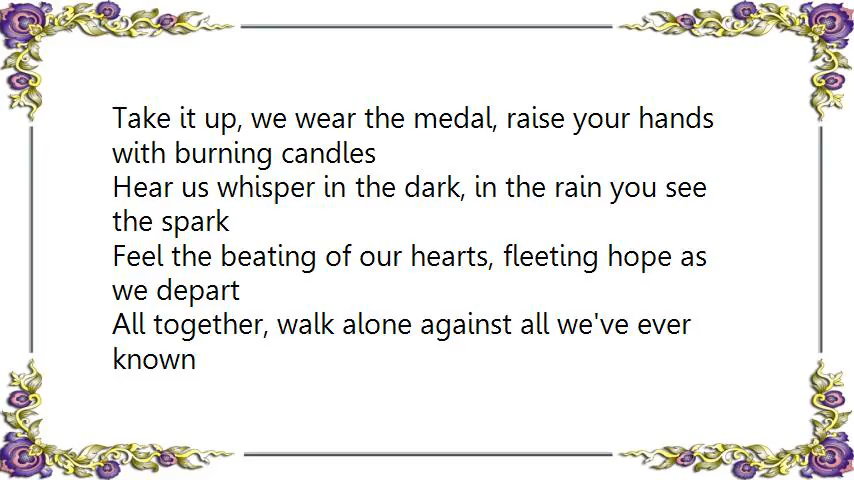 Take it up, we wear the medal, raise your hands
with burning candles
Hear us whisper in the dark, in the rain you see
the spark
Feel the beating of our hearts, fleeting hope as
we depart
All together, walk alone against all we've ever
known